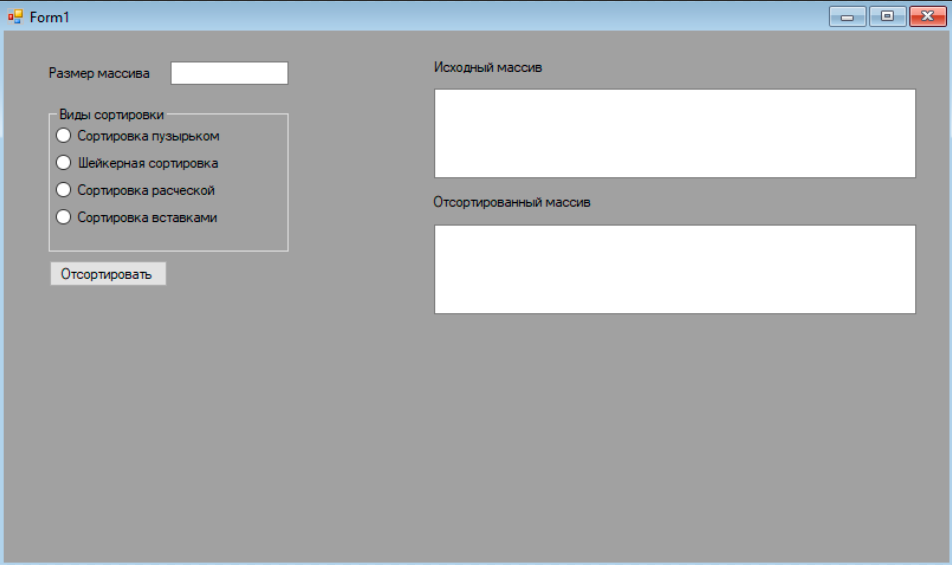 Form1
Размер массива
Виды сортировки
Сортировка пузырьком
Шейкерная сортировка
Сортировка расческой
Сортировка вставками
Отсортировать
Исходный массив
Отсортированный массив